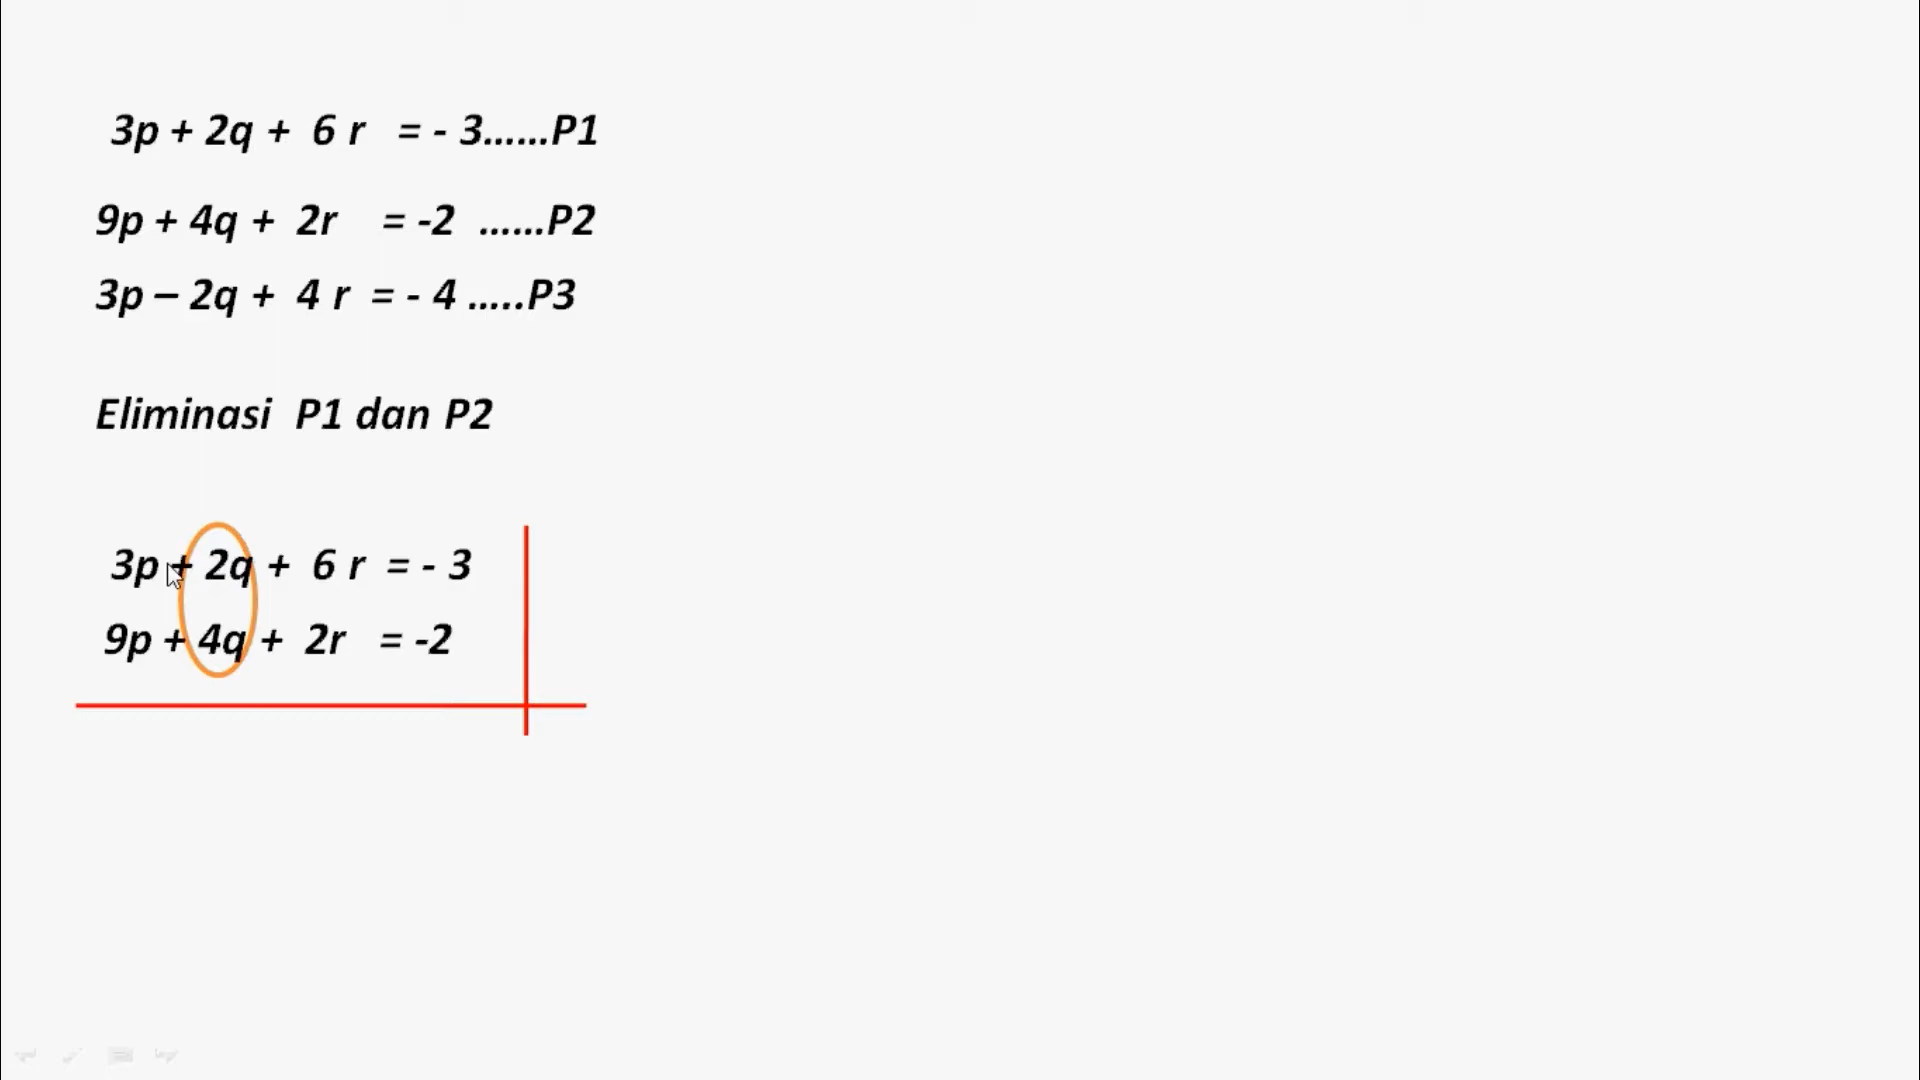 3p + 2q + 6 r = - 3......P1
9p + 4q + 2r = -2 ......P2
3p – 2q + 4 r = - 4 .....P3
Eliminasi P1 dan P2
3p + 2q + 6 r = - 3
9p + 4q + 2r = -2